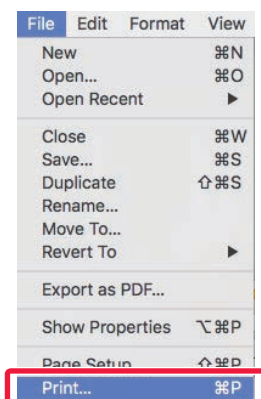 File Edit Format View
New ⌘N
Open... ⌘O
Open Recent ▶
Close ⌘W
Save... ⌘S
Duplicate ⇧⌘S
Rename...
Move To...
Revert To ▶
Export as PDF...
Show Properties ⌥⌘P
Page Setup ⇧⌘P
Print... ⌘P